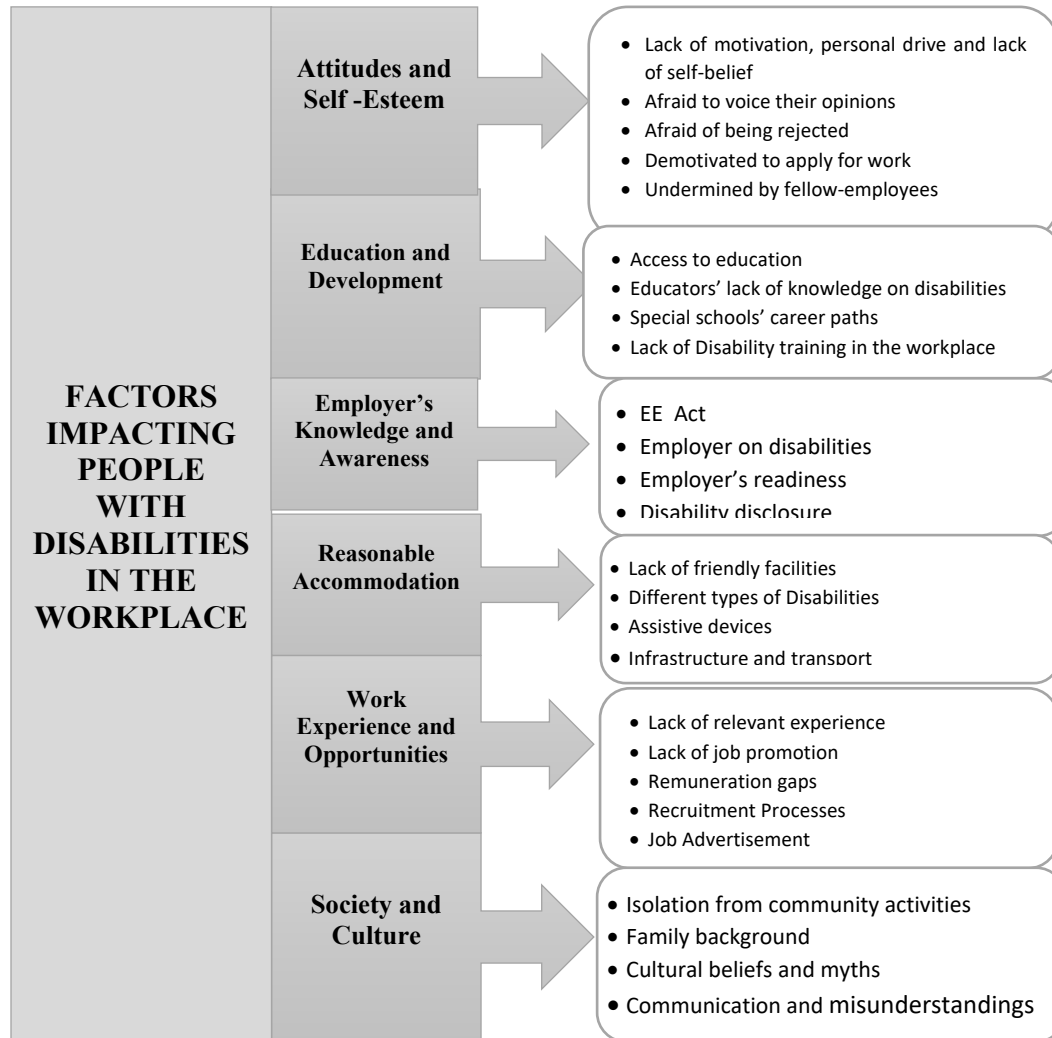 FACTORS
IMPACTING
PEOPLE
WITH
DISABILITIES
IN THE
WORKPLACE
Attitudes and
Self -Esteem
• Lack of motivation, personal drive and lack
of self-belief
• Afraid to voice their opinions
• Afraid of being rejected
• Demotivated to apply for work
• Undermined by fellow-employees
Education and
Development
• Access to education
• Educators’ lack of knowledge on disabilities
• Special schools’ career paths
• Lack of Disability training in the workplace
Employer’s
Knowledge and
Awareness
• EE Act
• Employer on disabilities
• Employer’s readiness
• Disability disclosure
Reasonable
Accommodation
• Lack of friendly facilities
• Different types of Disabilities
• Assistive devices
• Infrastructure and transport
Work
Experience and
Opportunities
• Lack of relevant experience
• Lack of job promotion
• Remuneration gaps
• Recruitment Processes
• Job Advertisement
Society and
Culture
• Isolation from community activities
• Family background
• Cultural beliefs and myths
• Communication and misunderstandings